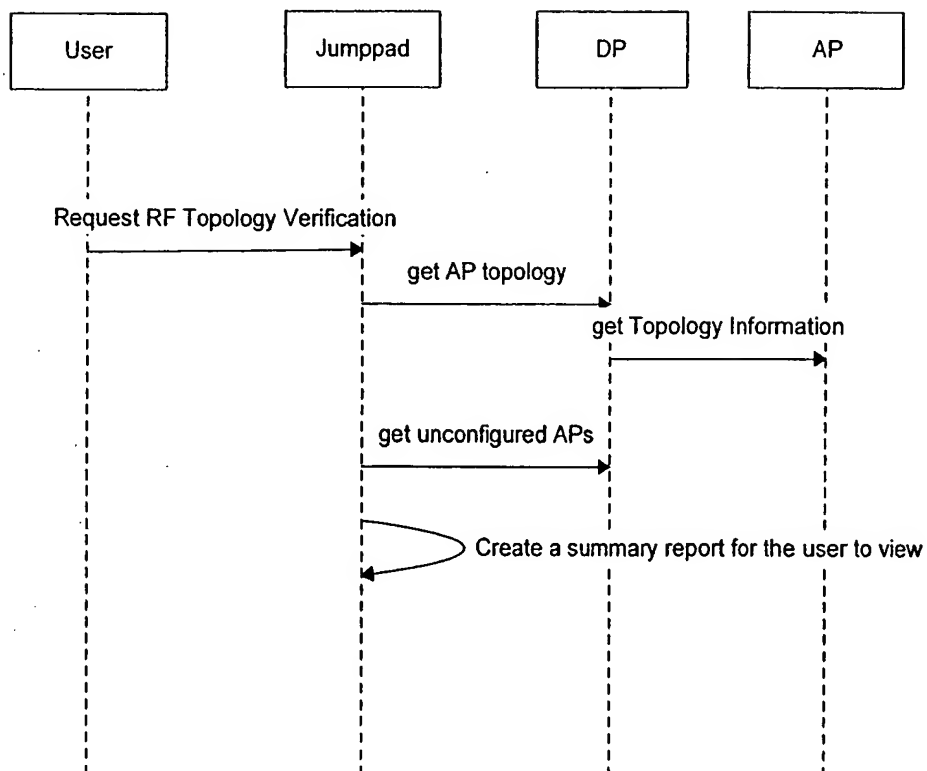 User
Jumppad
DP
AP
Request RF Topology Verification
get AP topology
get Topology Information
get unconfigured APs
Create a summary report for the user to view